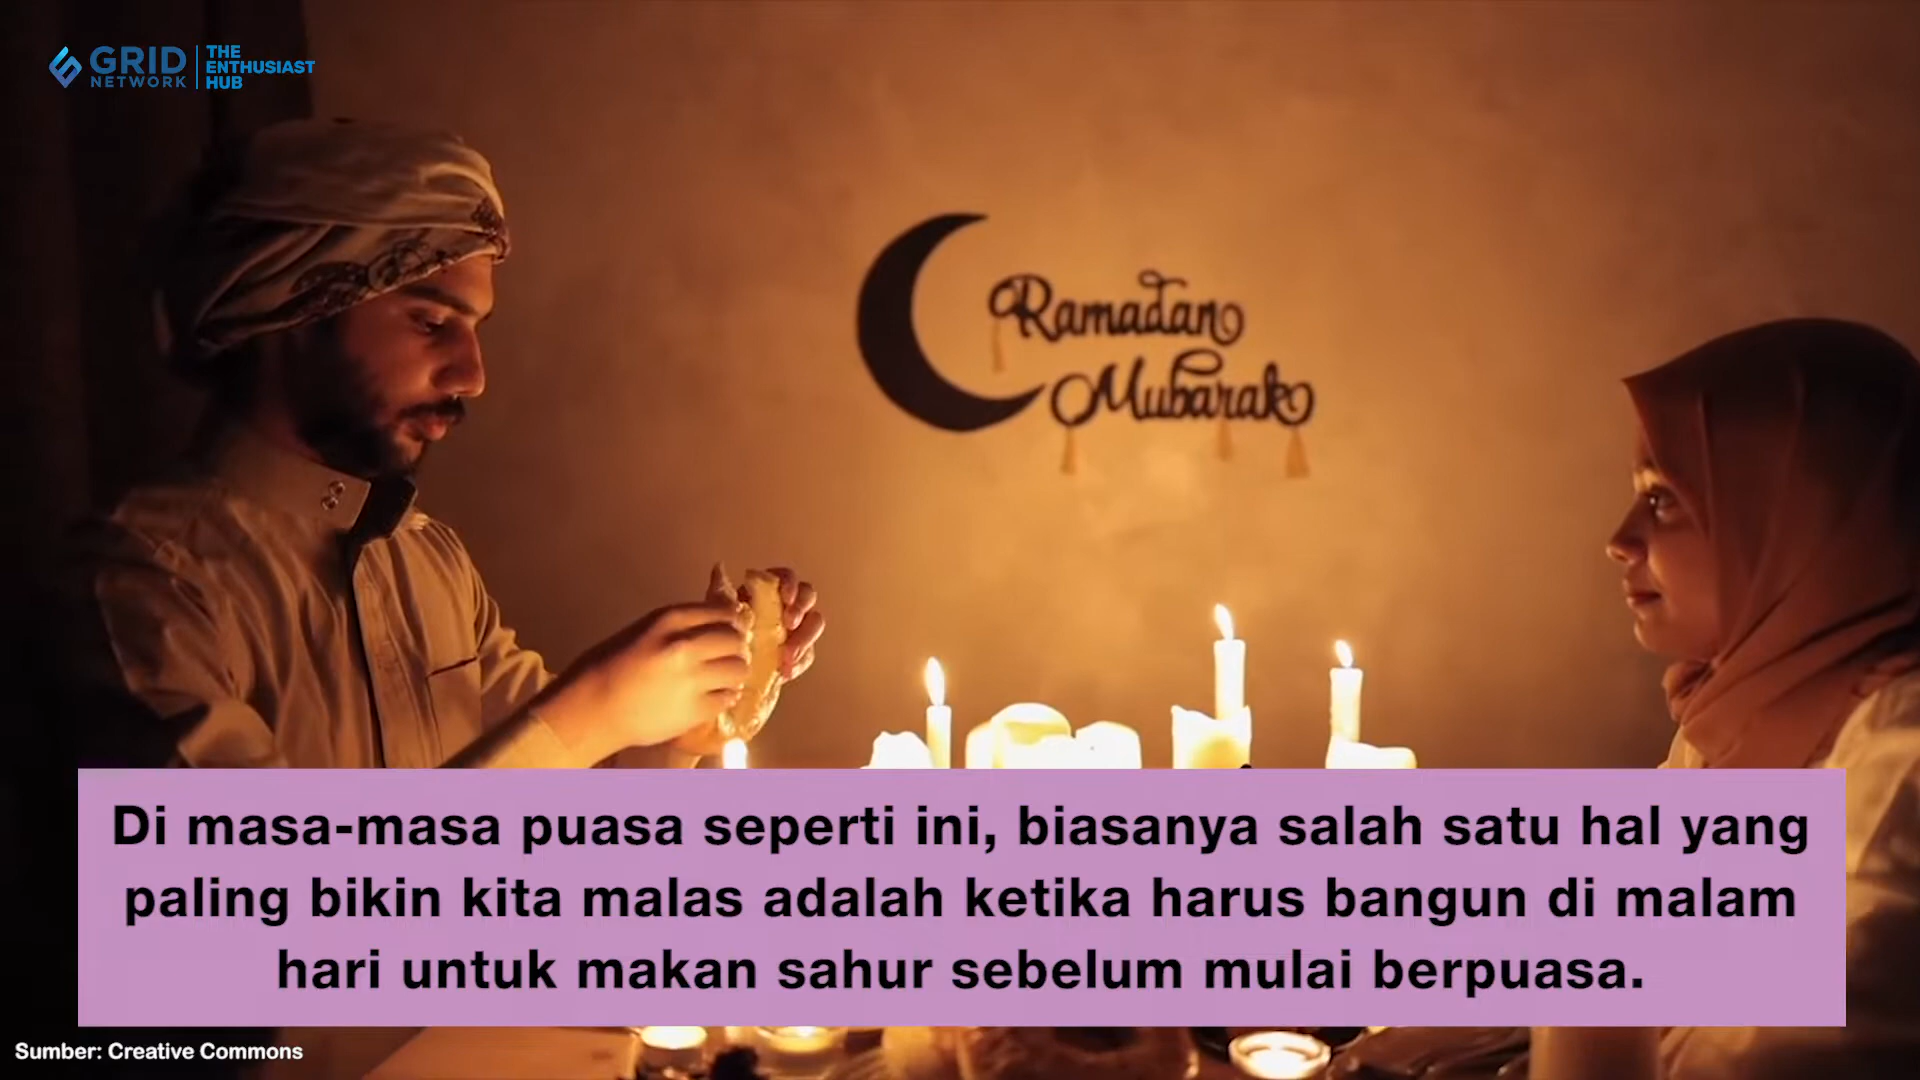 GRID
NETWORK
THE
ENTHUSIAST
HUB
Ramadan
Mubarak
Di masa-masa puasa seperti ini, biasanya salah satu hal yang
paling bikin kita malas adalah ketika harus bangun di malam
hari untuk makan sahur sebelum mulai berpuasa.
Sumber: Creative Commons